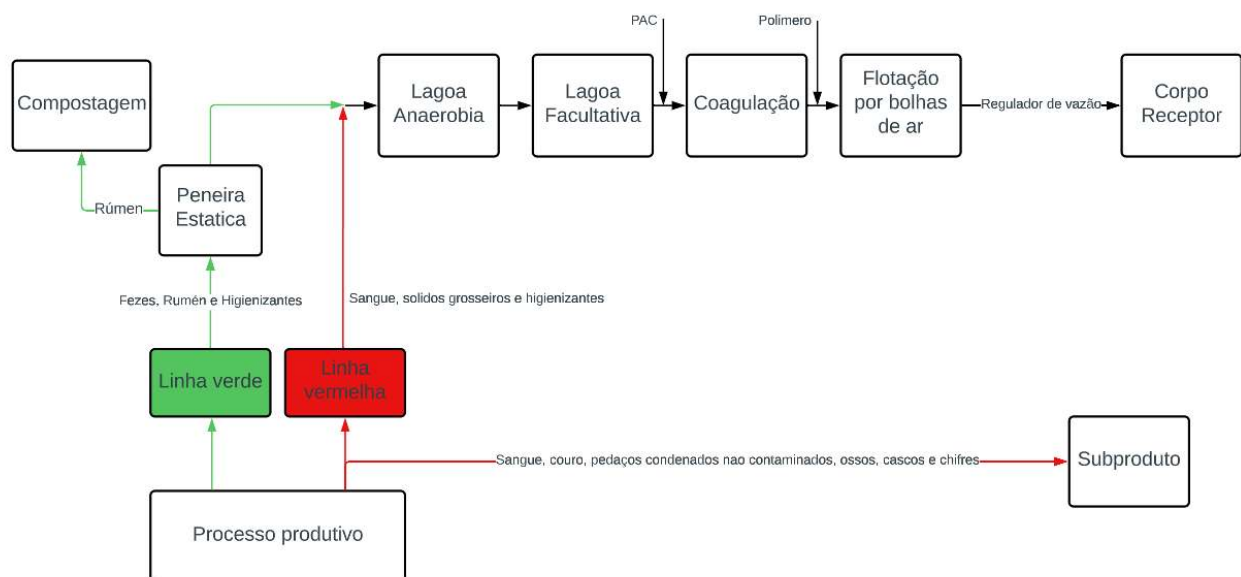 PAC
Polimero
Compostagem
Lagoa
Anaerobia
Lagoa
Facultativa
Coagulação
Flotação
por bolhas
de ar
Regulador de vazão
Corpo
Receptor
Rúmen
Peneira
Estatica
Fezes, Rumén e Higienizantes
Sangue, solidos grosseiros e higienizantes
Linha verde
Linha
vermelha
Sangue, couro, pedaços condenados nao contaminados, ossos, cascos e chifres
Subproduto
Processo produtivo